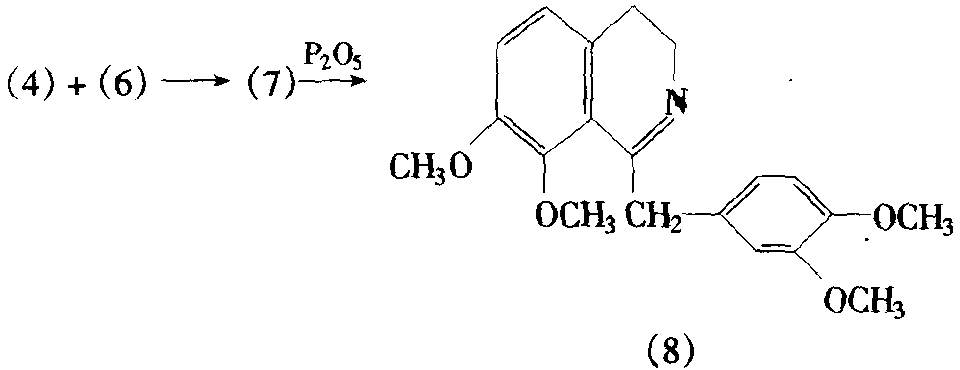 (4) + (6) ⟶ (7) P₂O₅ ⟶
N
CH₃O
OCH₃ CH₂ OCH₃
OCH₃
(8)